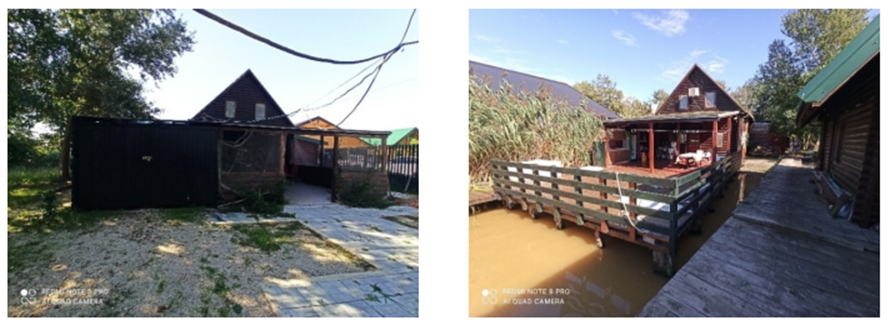 REDMI NOTE 8 PRO
AI QUAD CAMERA
REDMI NOTE 8 PRO
AI QUAD CAMERA